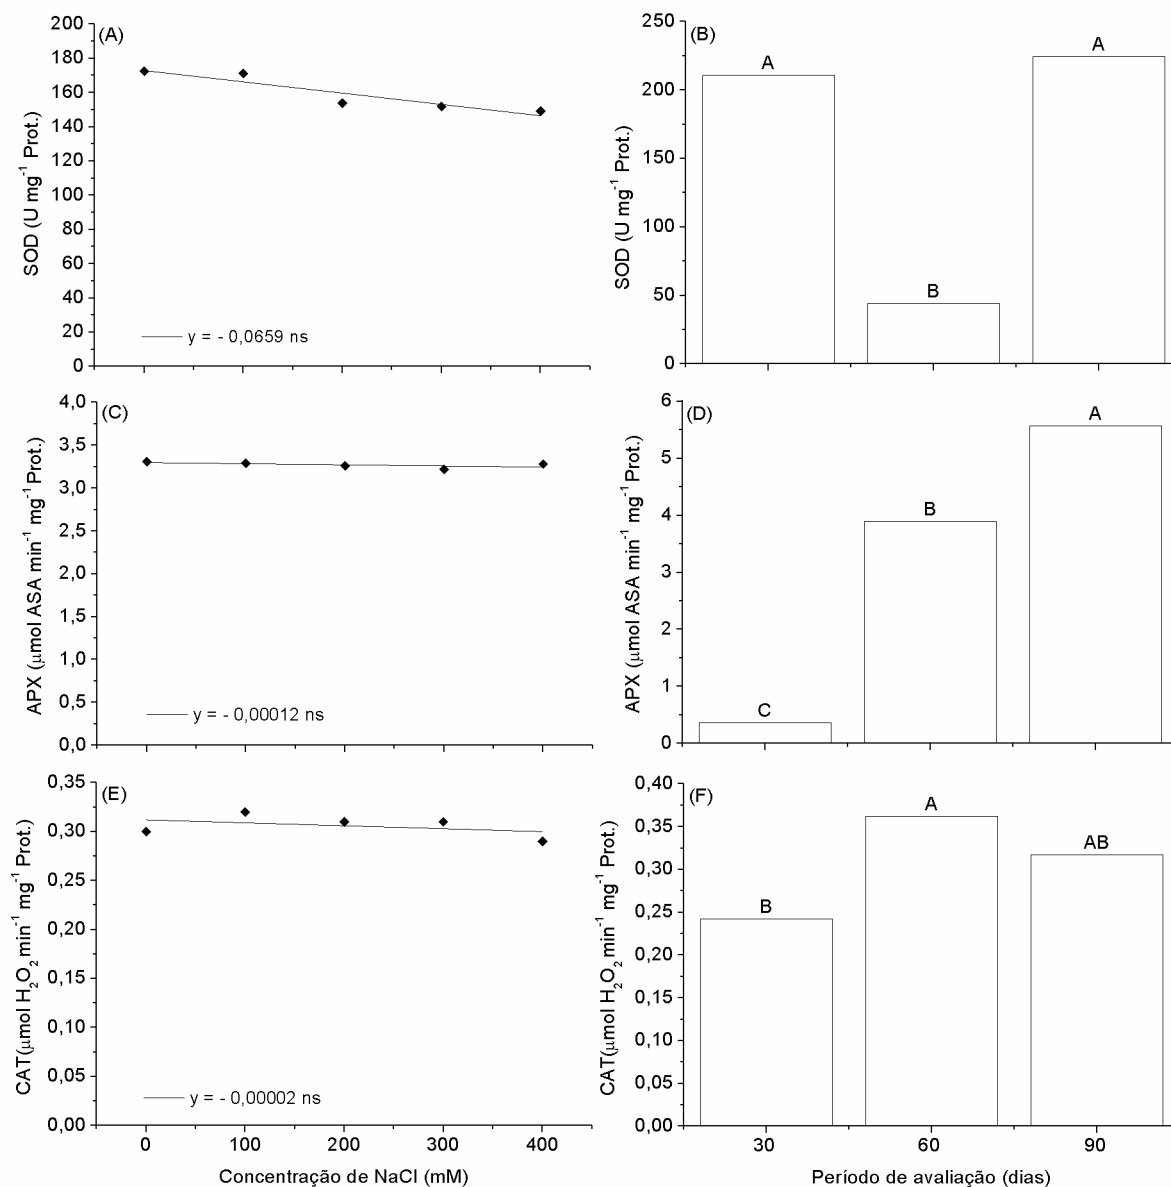 (A)
SOD (U mg⁻¹ Prot.)
200
180
160
140
120
100
80
60
40
20
0
y = - 0,0659 ns
(B)
SOD (U mg⁻¹ Prot.)
250
200
150
100
50
0
A
B
A
(C)
APX (μmol ASA min⁻¹ mg⁻¹ Prot.)
4,0
3,5
3,0
2,5
2,0
1,5
1,0
0,5
0,0
y = - 0,00012 ns
(D)
APX (μmol ASA min⁻¹ mg⁻¹ Prot.)
6
5
4
3
2
1
0
C
B
A
(E)
CAT(μmol H₂O₂ min⁻¹ mg⁻¹ Prot.)
0,35
0,30
0,25
0,20
0,15
0,10
0,05
0,00
y = - 0,00002 ns
0 100 200 300 400
Concentração de NaCl (mM)
(F)
CAT(μmol H₂O₂ min⁻¹ mg⁻¹ Prot.)
0,40
0,35
0,30
0,25
0,20
0,15
0,10
0,05
0,00
B
A
AB
30 60 90
Período de avaliação (dias)